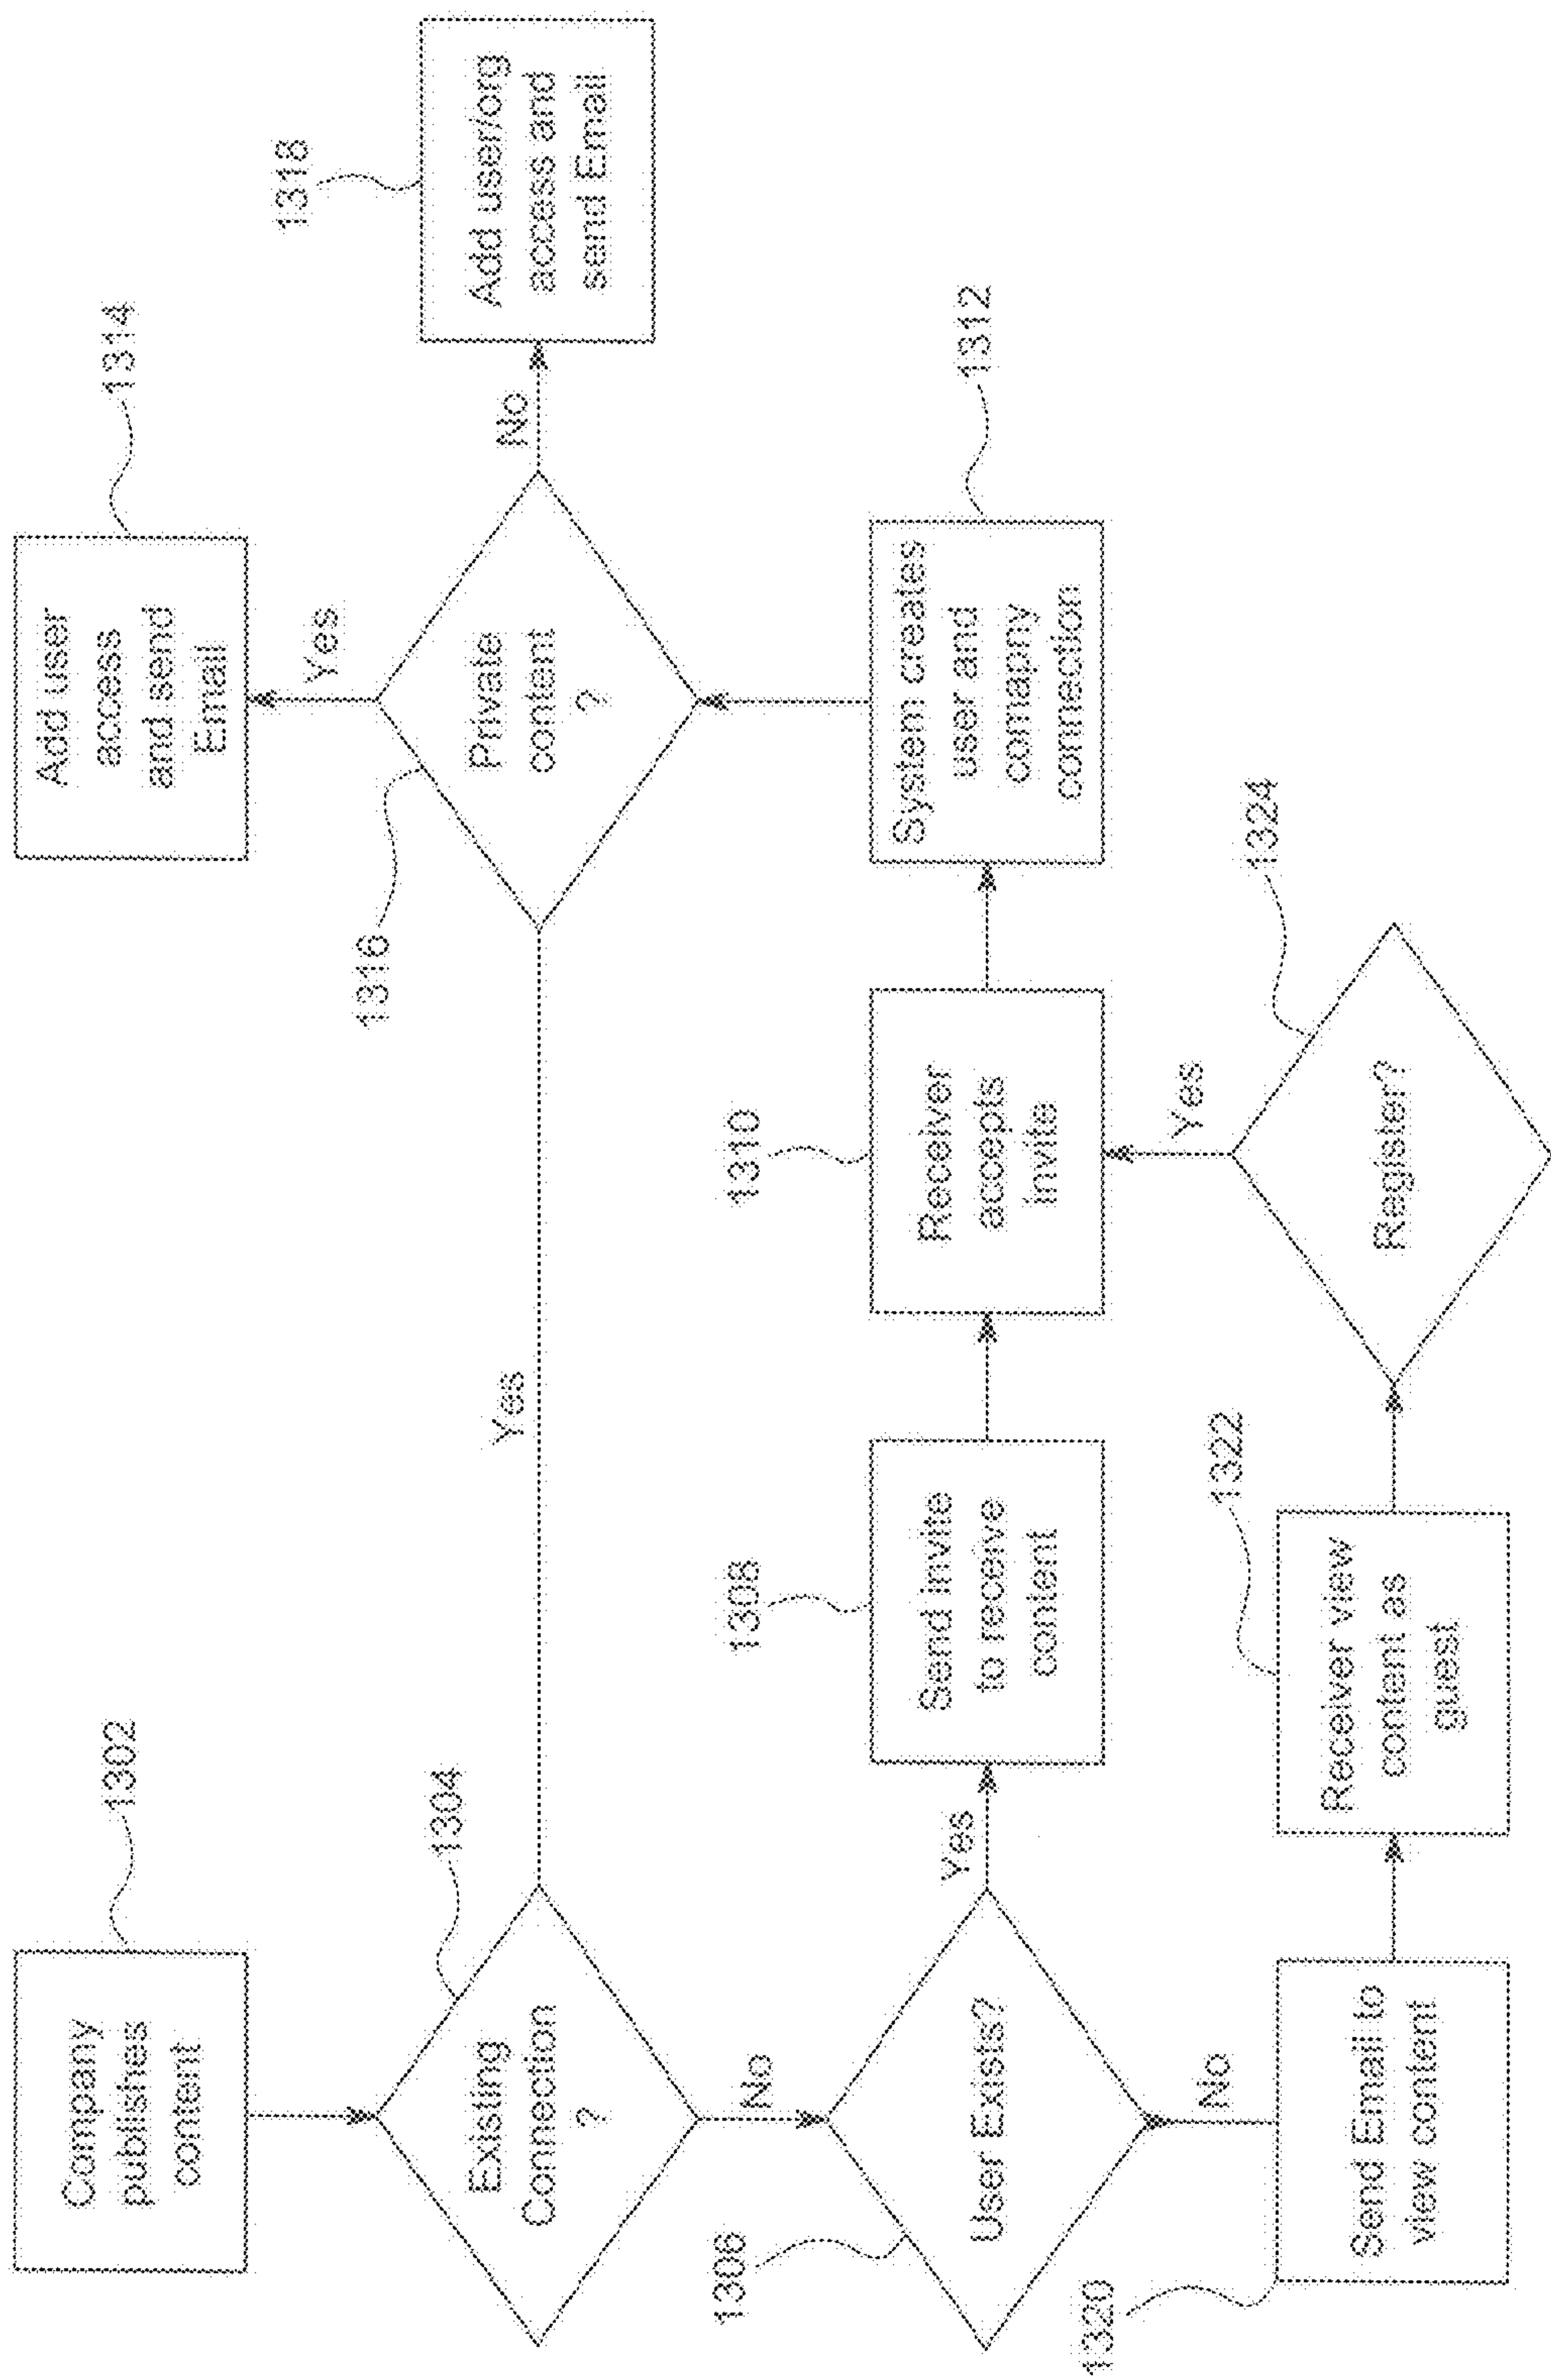 1302
Company
publishes
content
1304
Existing
Connection
?
Yes
No
1306
User Exists?
Yes
No
1308
Send invite
to receive
content
1310
Receiver
accepts
invite
1312
System creates
user and
comapny
connection
1314
Add user
access
and send
Email
Yes
1316
Private
content
?
No
1318
Add user/org
access and
send Email
1320
Send Email to
view content
1322
Receiver view
content as
guest.
1324
Register?
Yes